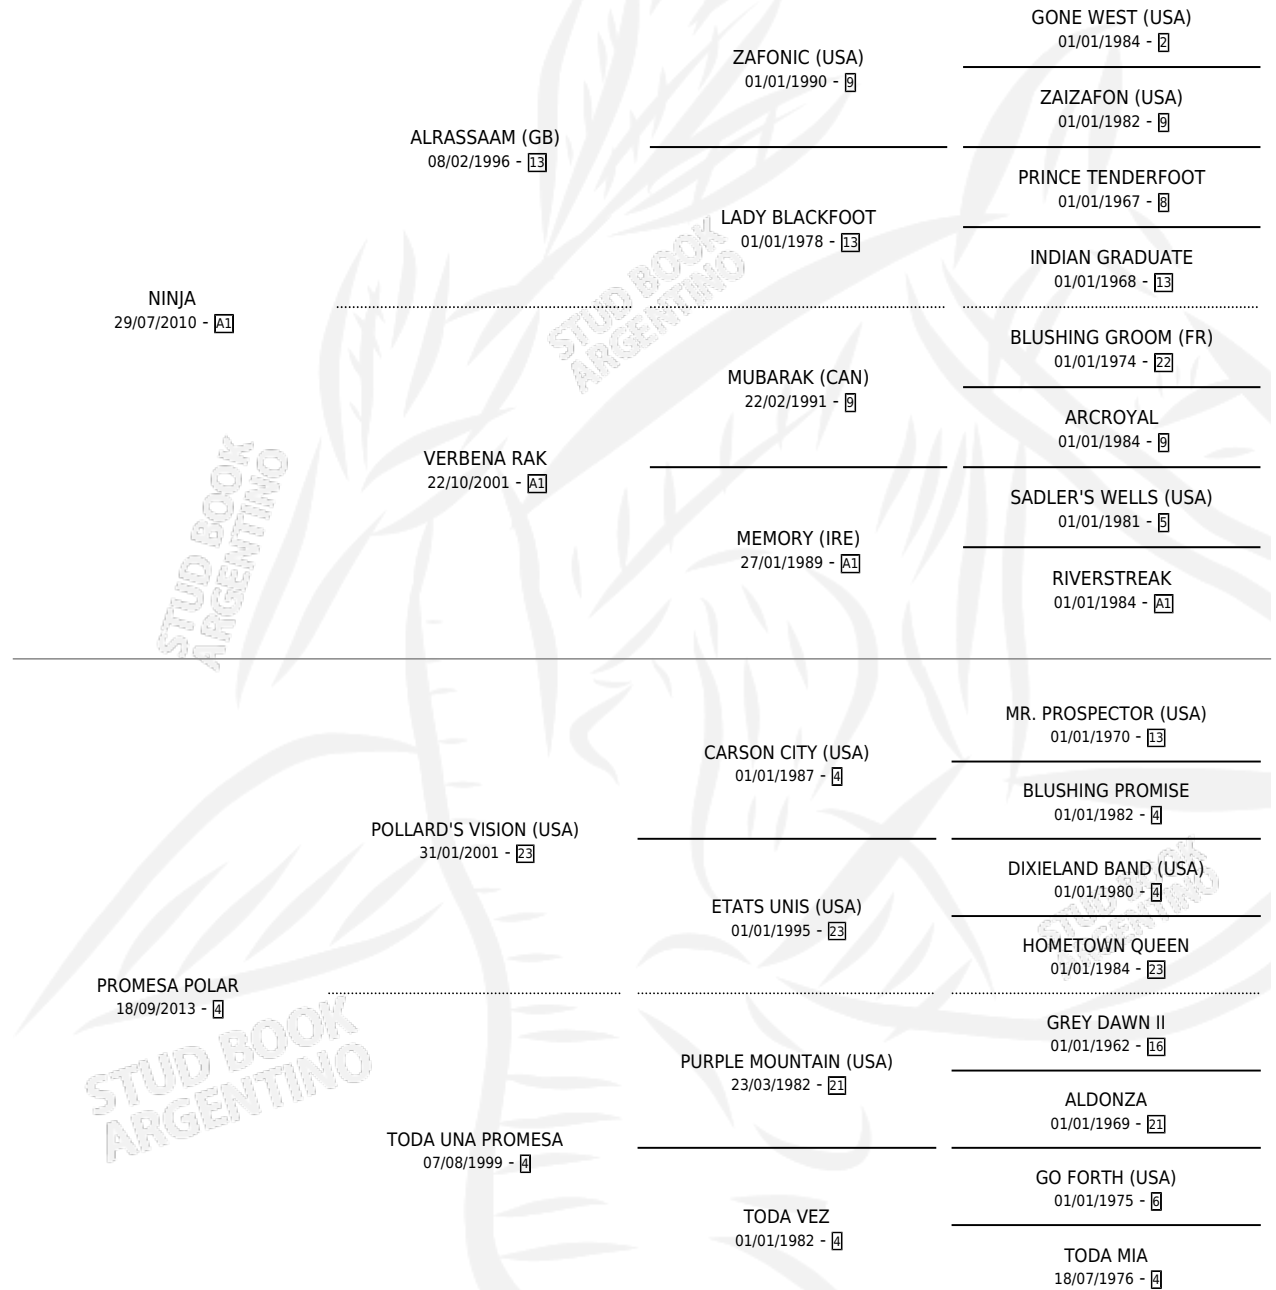 GONE WEST (USA)
01/01/1984 - 2
ZAFONIC (USA)
01/01/1990 - 9
ZAIZAFON (USA)
01/01/1982 - 9
ALRASSAAM (GB)
08/02/1996 - 13
PRINCE TENDERFOOT
01/01/1967 - 8
LADY BLACKFOOT
01/01/1978 - 13
INDIAN GRADUATE
01/01/1968 - 13
NINJA
29/07/2010 - A1
BLUSHING GROOM (FR)
01/01/1974 - 22
MUBARAK (CAN)
22/02/1991 - 9
ARCROYAL
01/01/1984 - 9
VERBENA RAK
22/10/2001 - A1
SADLER'S WELLS (USA)
01/01/1981 - 5
MEMORY (IRE)
27/01/1989 - A1
RIVERSTREAK
01/01/1984 - A1
STUD BOOK
ARGENTINO
STUD BOOK
ARGENTINO
MR. PROSPECTOR (USA)
01/01/1970 - 13
CARSON CITY (USA)
01/01/1987 - 4
BLUSHING PROMISE
01/01/1982 - 4
POLLARD'S VISION (USA)
31/01/2001 - 23
DIXIELAND BAND (USA)
01/01/1980 - 4
ETATS UNIS (USA)
01/01/1995 - 23
HOMETOWN QUEEN
01/01/1984 - 23
PROMESA POLAR
18/09/2013 - 4
GREY DAWN II
01/01/1962 - 16
PURPLE MOUNTAIN (USA)
23/03/1982 - 21
ALDONZA
01/01/1969 - 21
TODA UNA PROMESA
07/08/1999 - 4
GO FORTH (USA)
01/01/1975 - 6
TODA VEZ
01/01/1982 - 4
TODA MIA
18/07/1976 - 4
STUD BOOK
ARGENTINO
STUD BOOK
ARGENTINO